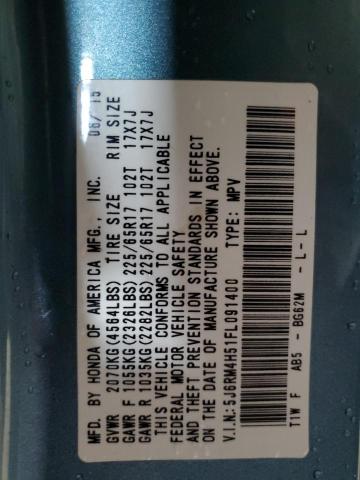 MFD. BY HONDA OF AMERICA MFG., INC. 06/15
GVWR 2070KG(4564LBS) TIRE SIZE RIM SIZE
GAWR F 1055KG(2326LBS) 225/65R17 102T 17X7J
GAWR R 1035KG(2282LBS) 225/65R17 102T 17X7J
THIS VEHICLE CONFORMS TO ALL APPLICABLE
FEDERAL MOTOR VEHICLE SAFETY
AND THEFT PREVENTION STANDARDS IN EFFECT
ON THE DATE OF MANUFACTURE SHOWN ABOVE.
V.I.N.:5J6RM4H51FL091400 TYPE: MPV
T1W F AB5 - BG62M - L - L